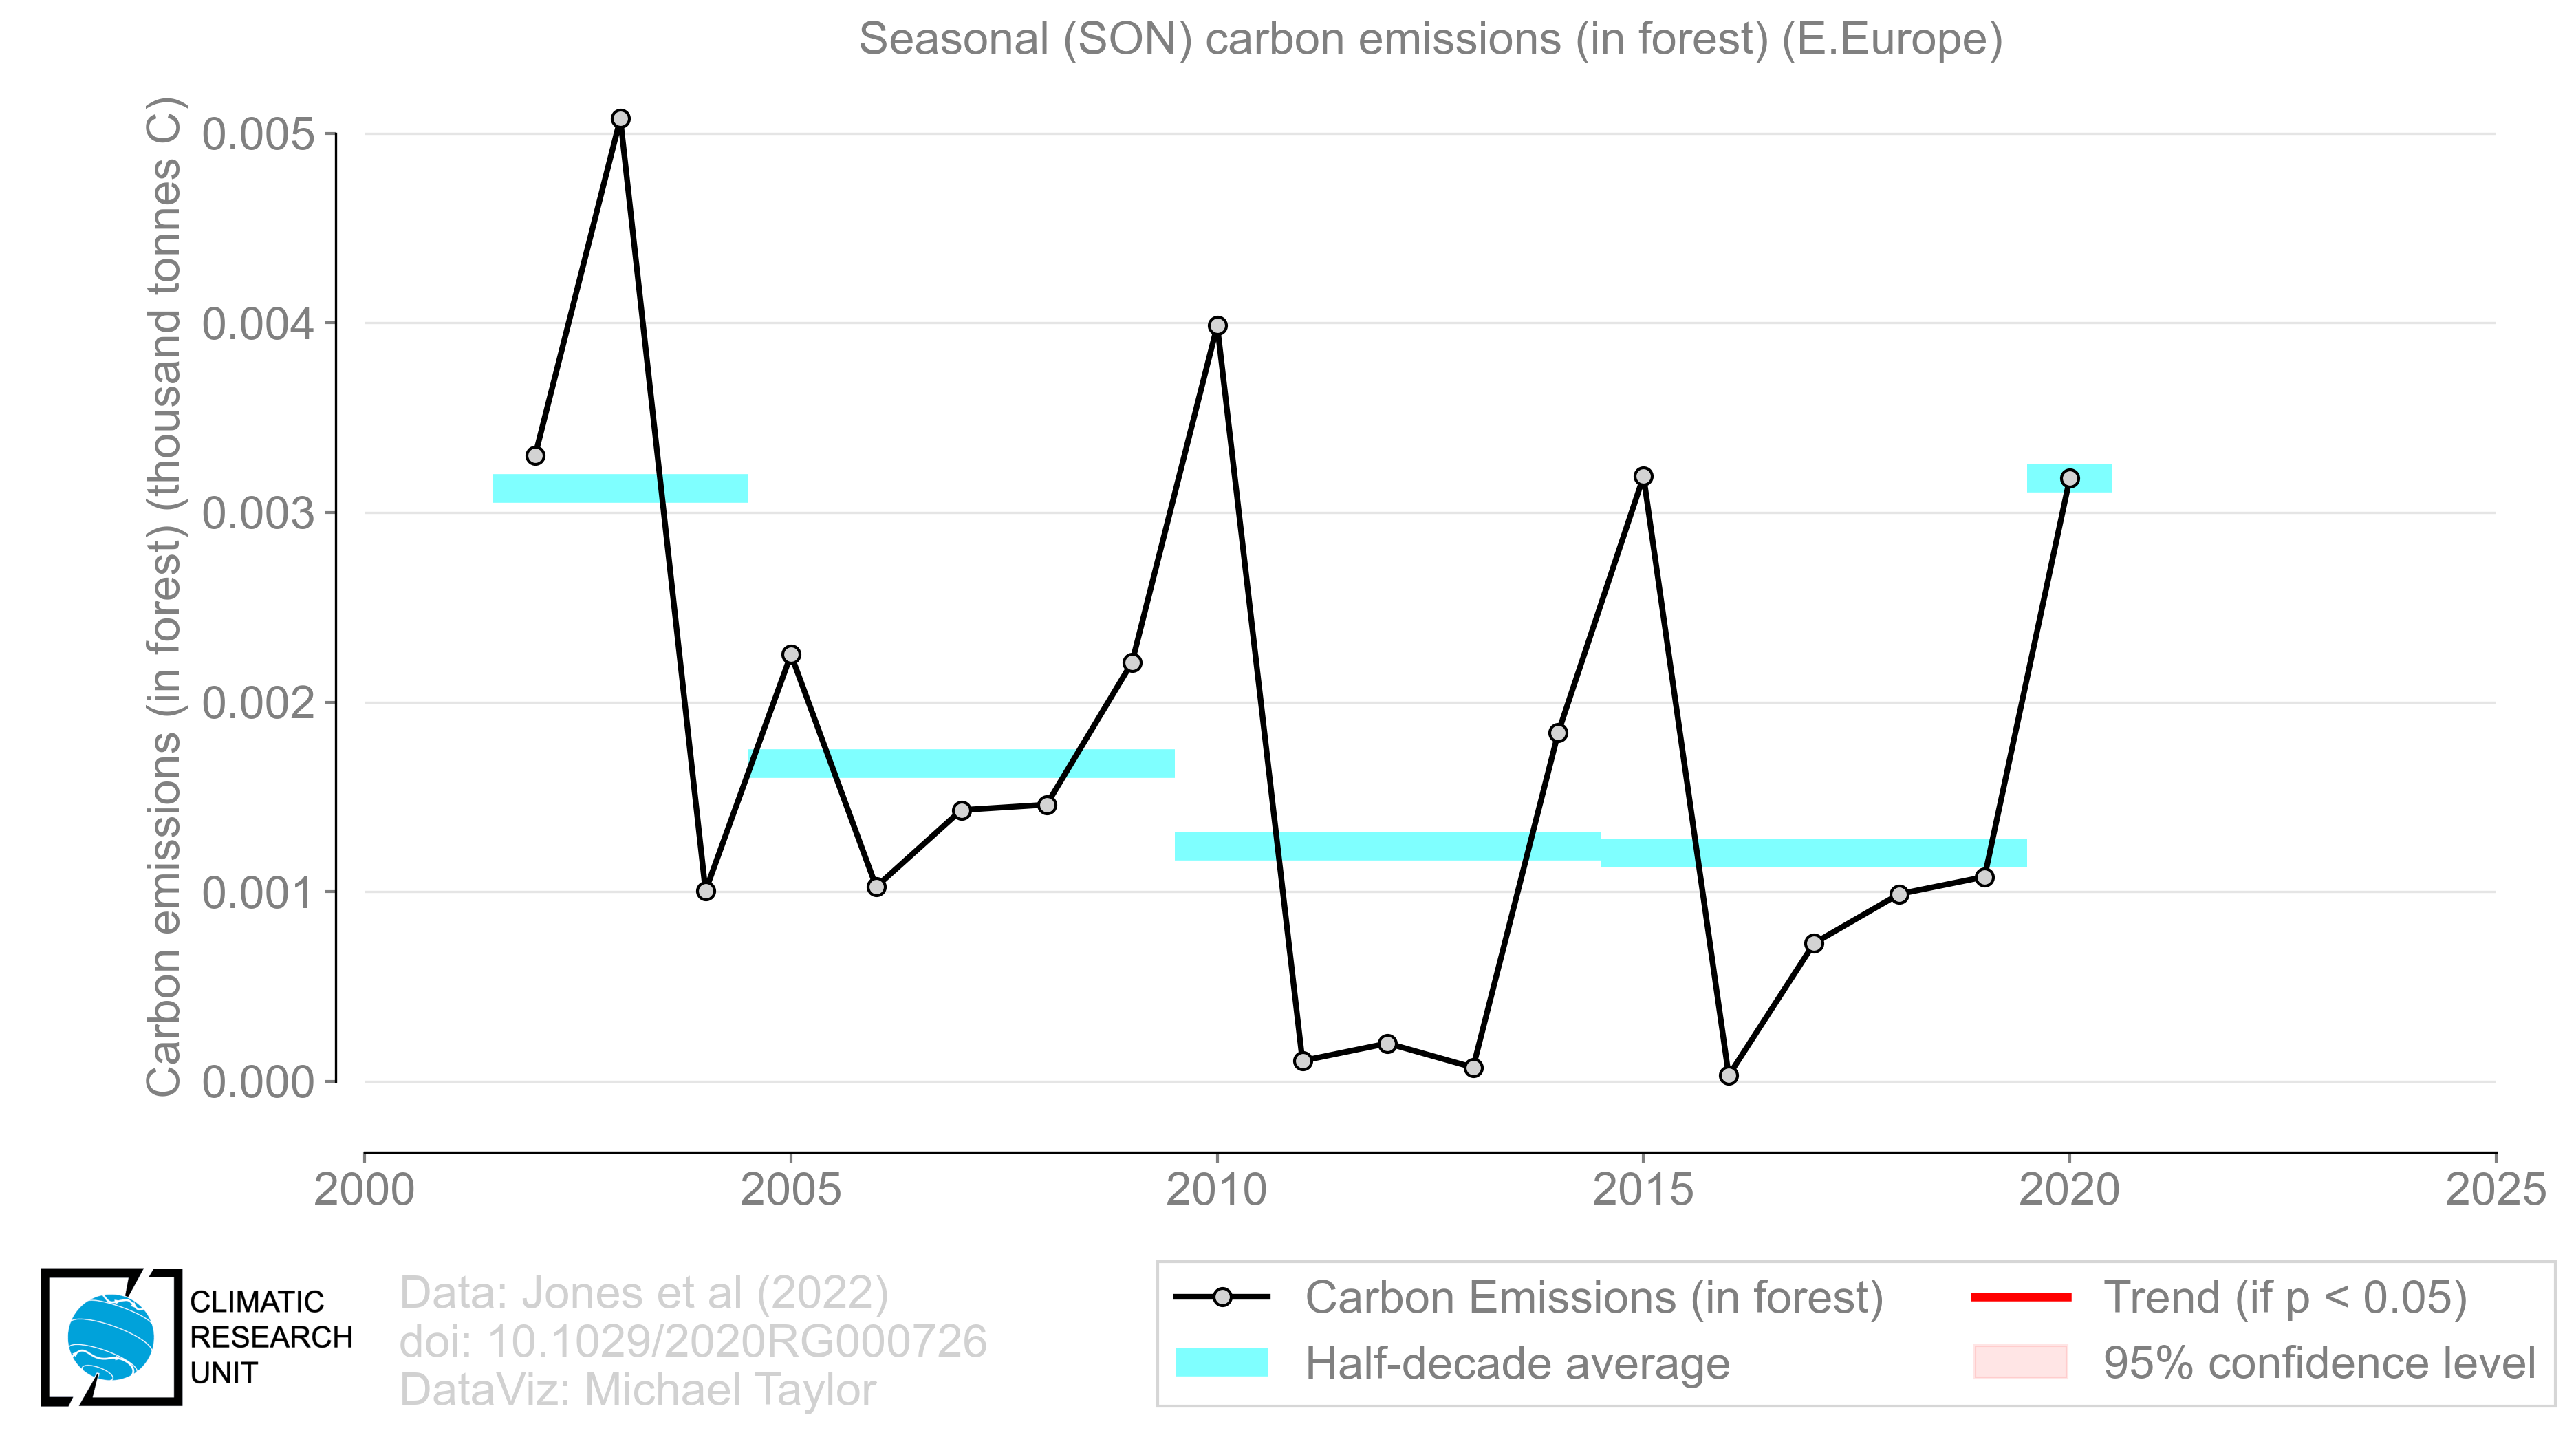 Seasonal (SON) carbon emissions (in forest) (E.Europe)
Carbon emissions (in forest) (thousand tonnes C)
0.005
0.004
0.003
0.002
0.001
0.000
2000
2005
2010
2015
2020
2025
CLIMATIC
RESEARCH
UNIT
Data: Jones et al (2022)
doi: 10.1029/2020RG000726
DataViz: Michael Taylor
Carbon Emissions (in forest)
Half-decade average
Trend (if p < 0.05)
95% confidence level